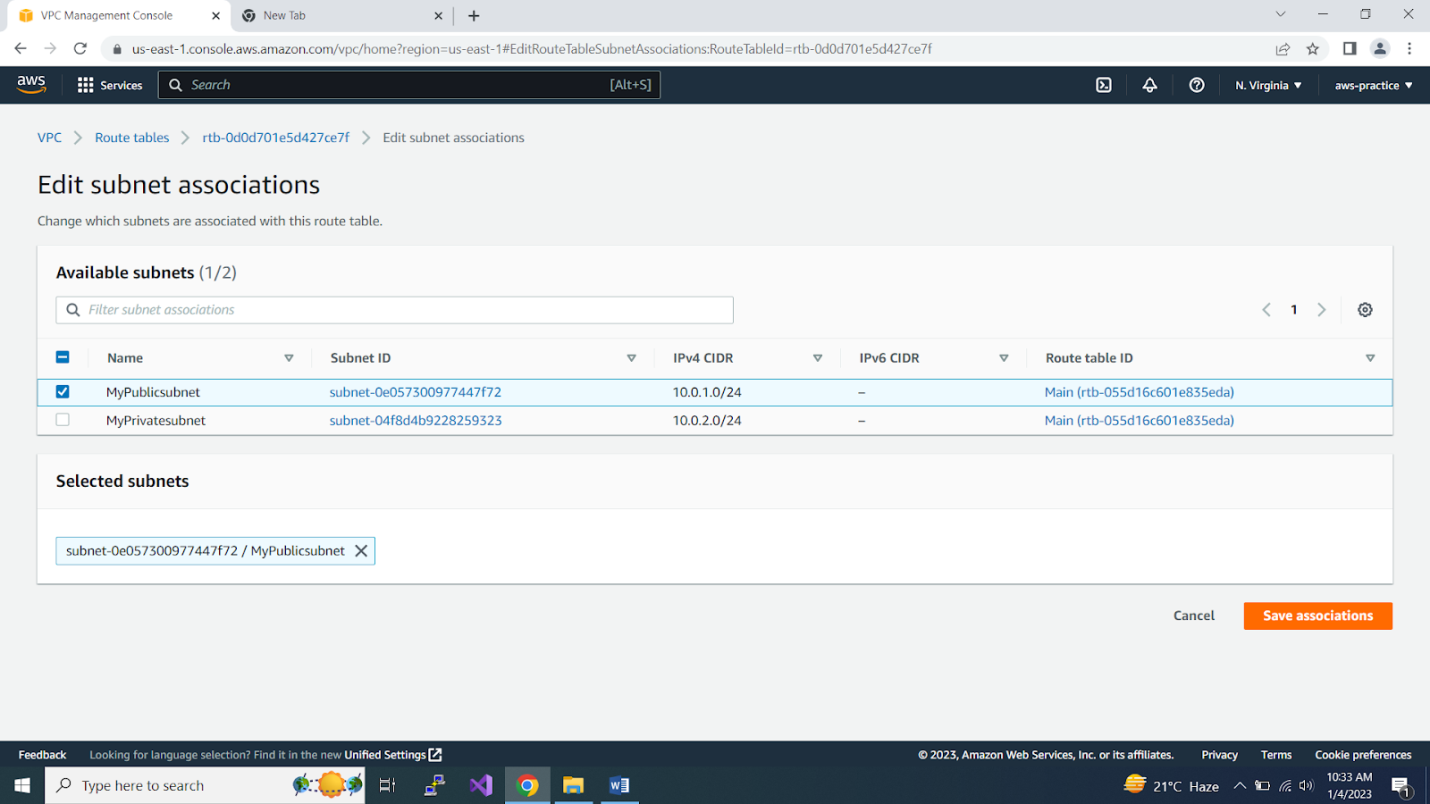 VPC Management Console
New Tab
us-east-1.console.aws.amazon.com/vpc/home?region=us-east-1#EditRouteTableSubnetAssociations:RouteTableId=rtb-0d0d701e5d427ce7f
aws Services Search [Alt+S] N. Virginia aws-practice
VPC Route tables rtb-0d0d701e5d427ce7f Edit subnet associations
Edit subnet associations
Change which subnets are associated with this route table.
Available subnets (1/2)
Filter subnet associations 1
Name Subnet ID IPv4 CIDR IPv6 CIDR Route table ID
MyPublicsubnet subnet-0e057300977447f72 10.0.1.0/24 – Main (rtb-055d16c601e835eda)
MyPrivatesubnet subnet-04f8d4b9228259323 10.0.2.0/24 – Main (rtb-055d16c601e835eda)
Selected subnets
subnet-0e057300977447f72 / MyPublicsubnet
Cancel Save associations
Feedback Looking for language selection? Find it in the new Unified Settings © 2023, Amazon Web Services, Inc. or its affiliates. Privacy Terms Cookie preferences
Type here to search 21°C Haze 10:33 AM
1/4/2023 1